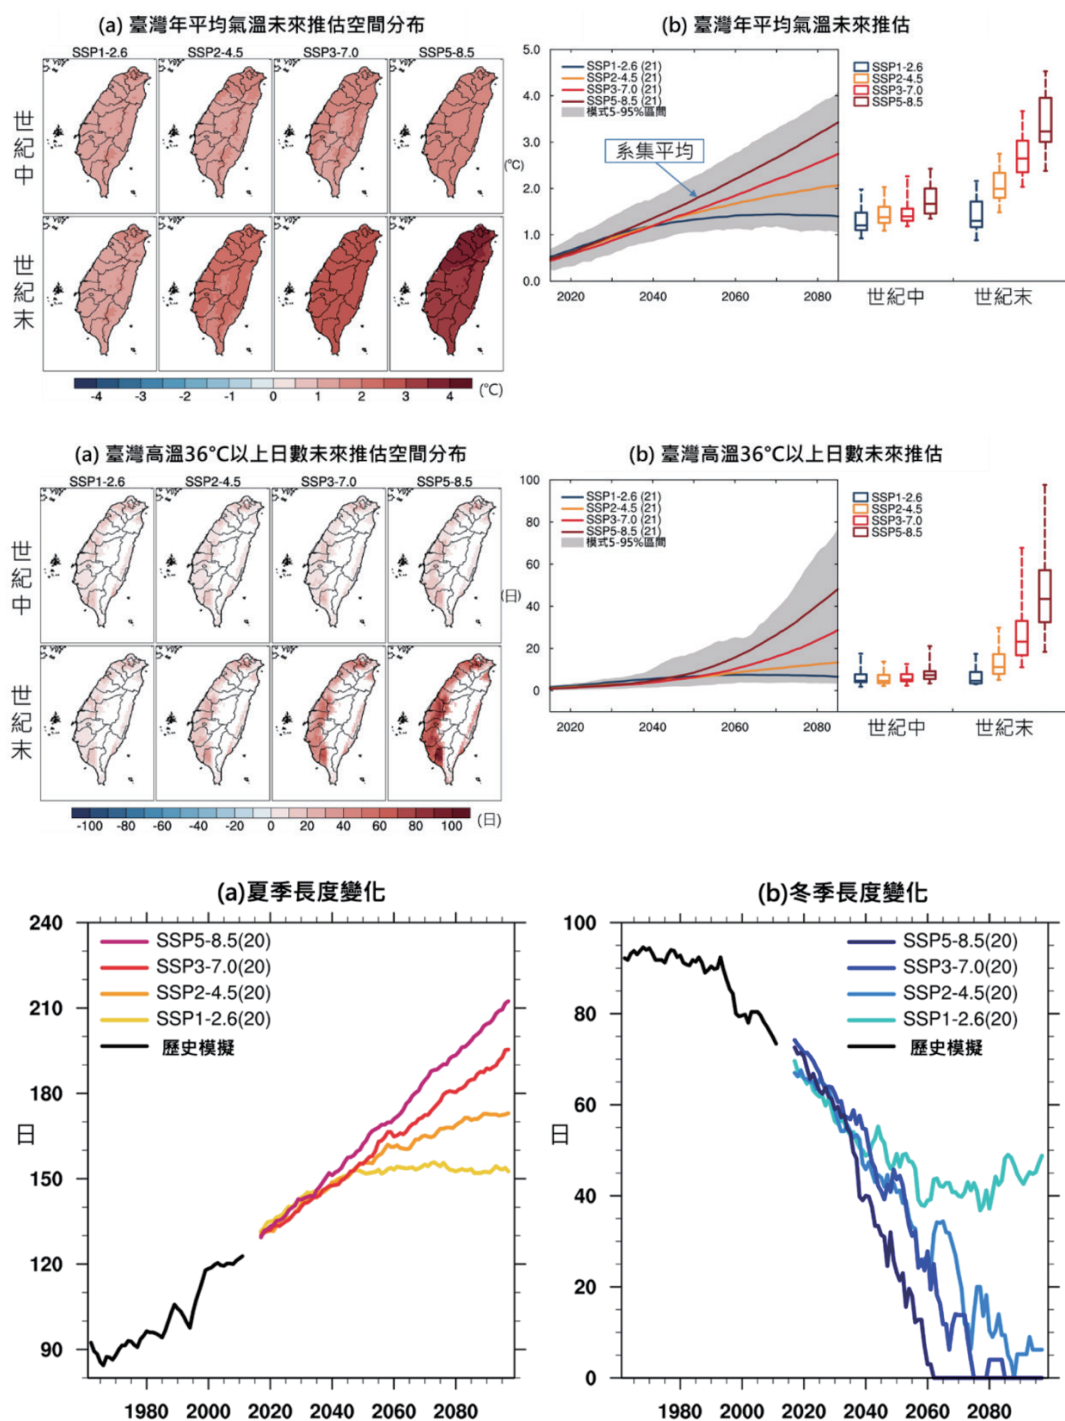 (a) 臺灣年平均氣溫未來推估空間分布
SSP1-2.6 SSP2-4.5 SSP3-7.0 SSP5-8.5
世紀中
世紀末
-4 -3 -2 -1 0 1 2 3 4 (℃)
(b) 臺灣年平均氣溫未來推估
(℃)
5.0
4.0
3.0
2.0
1.0
0.0
SSP1-2.6 (21)
SSP2-4.5 (21)
SSP3-7.0 (21)
SSP5-8.5 (21)
模式5-95%區間
系集平均
SSP1-2.6
SSP2-4.5
SSP3-7.0
SSP5-8.5
2020 2040 2060 2080 世紀中 世紀末
(a) 臺灣高溫36°C以上日數未來推估空間分布
SSP1-2.6 SSP2-4.5 SSP3-7.0 SSP5-8.5
世紀中
世紀末
-100 -80 -60 -40 -20 0 20 40 60 80 100 (日)
(b) 臺灣高溫36°C以上日數未來推估
(日)
100
80
60
40
20
0
SSP1-2.6 (21)
SSP2-4.5 (21)
SSP3-7.0 (21)
SSP5-8.5 (21)
模式5-95%區間
SSP1-2.6
SSP2-4.5
SSP3-7.0
SSP5-8.5
2020 2040 2060 2080 世紀中 世紀末
(a)夏季長度變化
日
240
210
180
150
120
90
SSP5-8.5(20)
SSP3-7.0(20)
SSP2-4.5(20)
SSP1-2.6(20)
歷史模擬
1980 2000 2020 2040 2060 2080
(b)冬季長度變化
日
100
80
60
40
20
0
SSP5-8.5(20)
SSP3-7.0(20)
SSP2-4.5(20)
SSP1-2.6(20)
歷史模擬
1980 2000 2020 2040 2060 2080